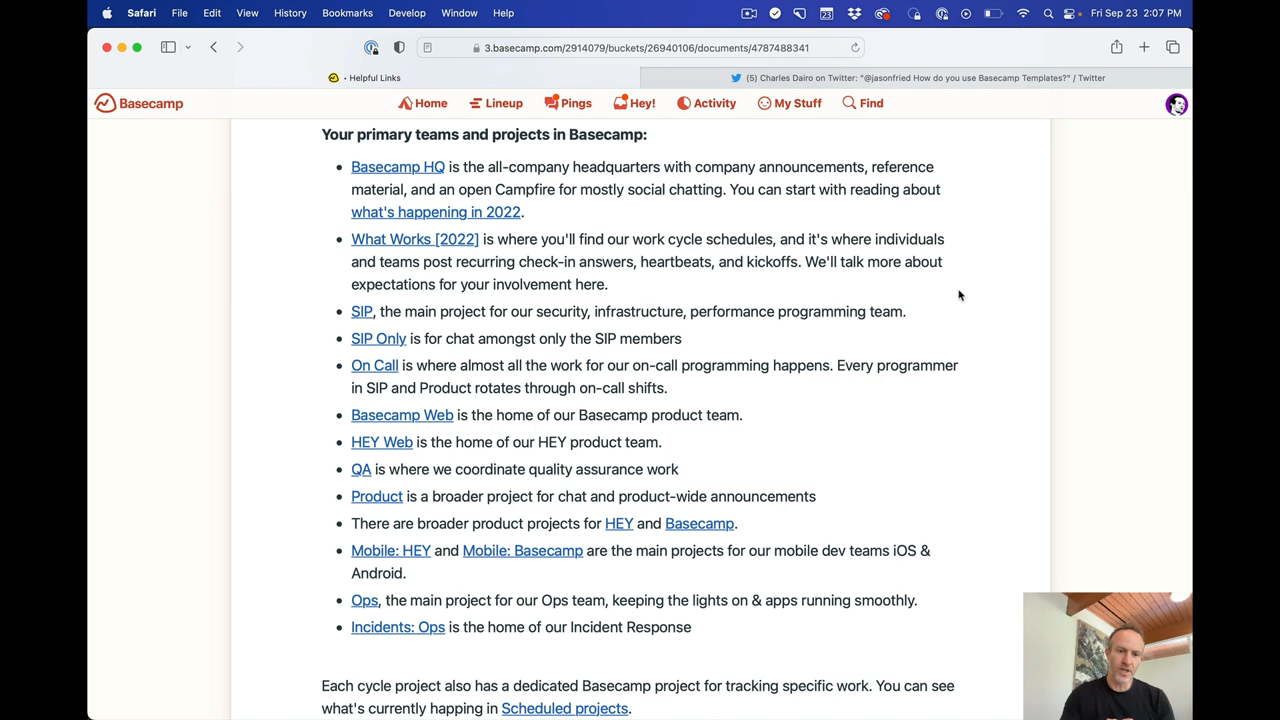 Safari File Edit View History Bookmarks Develop Window Help 23 Fri Sep 23 2:07 PM
3.basecamp.com/2914079/buckets/26940106/documents/4787488341
• Helpful Links
(5) Charles Dairo on Twitter: "@jasonfried How do you use Basecamp Templates?" / Twitter
Basecamp Home Lineup Pings Hey! Activity My Stuff Find
Your primary teams and projects in Basecamp:
• Basecamp HQ is the all-company headquarters with company announcements, reference
material, and an open Campfire for mostly social chatting. You can start with reading about
what's happening in 2022.
• What Works [2022] is where you'll find our work cycle schedules, and it's where individuals
and teams post recurring check-in answers, heartbeats, and kickoffs. We'll talk more about
expectations for your involvement here.
• SIP, the main project for our security, infrastructure, performance programming team.
• SIP Only is for chat amongst only the SIP members
• On Call is where almost all the work for our on-call programming happens. Every programmer
in SIP and Product rotates through on-call shifts.
• Basecamp Web is the home of our Basecamp product team.
• HEY Web is the home of our HEY product team.
• QA is where we coordinate quality assurance work
• Product is a broader project for chat and product-wide announcements
• There are broader product projects for HEY and Basecamp.
• Mobile: HEY and Mobile: Basecamp are the main projects for our mobile dev teams iOS &
Android.
• Ops, the main project for our Ops team, keeping the lights on & apps running smoothly.
• Incidents: Ops is the home of our Incident Response
Each cycle project also has a dedicated Basecamp project for tracking specific work. You can see
what's currently happing in Scheduled projects.